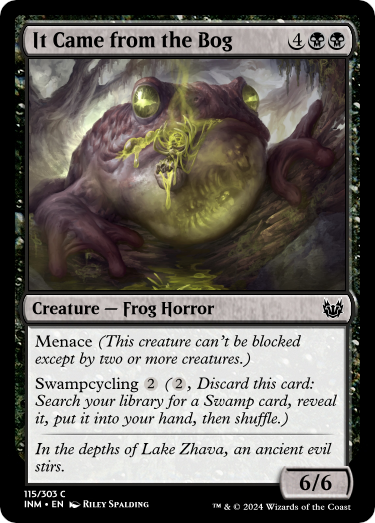 It Came from the Bog 4
Creature — Frog Horror
Menace (This creature can't be blocked
except by two or more creatures.)
Swampcycling 2 (2, Discard this card:
Search your library for a Swamp card, reveal
it, put it into your hand, then shuffle.)
In the depths of Lake Zhava, an ancient evil
stirs.
6/6
115/303 C
INM • EN Riley Spalding ™ & © 2024 Wizards of the Coast